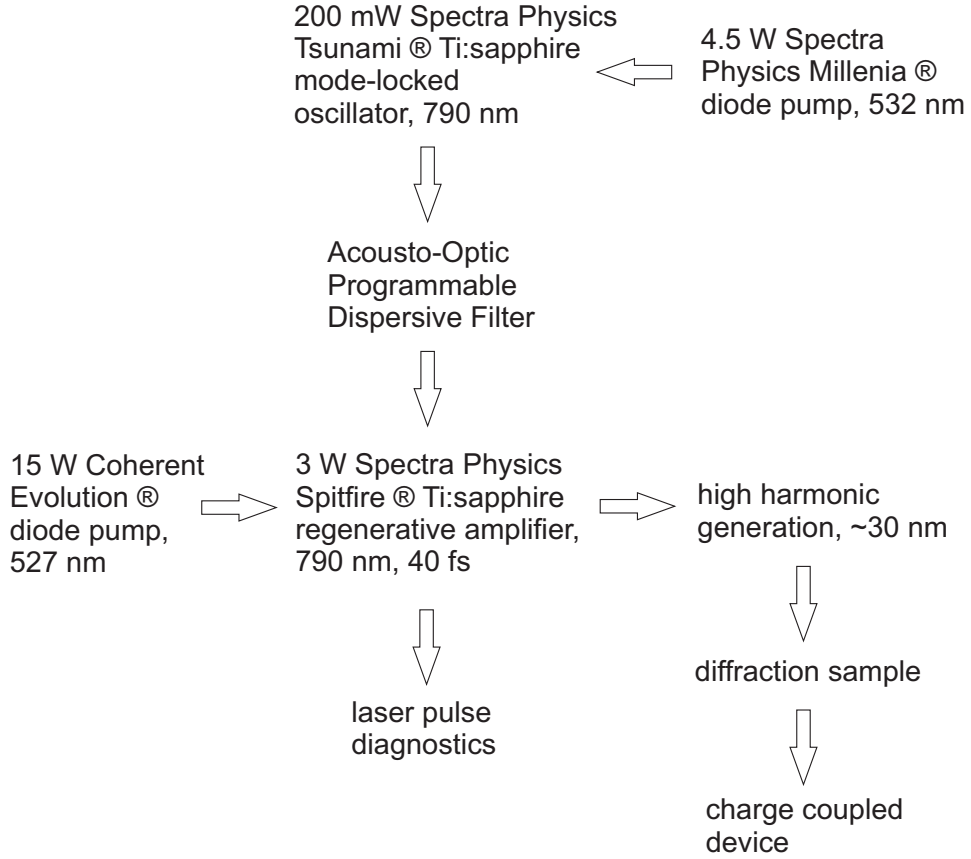 200 mW Spectra Physics
Tsunami ® Ti:sapphire
mode-locked
oscillator, 790 nm
4.5 W Spectra
Physics Millenia ®
diode pump, 532 nm
Acousto-Optic
Programmable
Dispersive Filter
15 W Coherent
Evolution ®
diode pump,
527 nm
3 W Spectra Physics
Spitfire ® Ti:sapphire
regenerative amplifier,
790 nm, 40 fs
high harmonic
generation, ~30 nm
laser pulse
diagnostics
diffraction sample
charge coupled
device